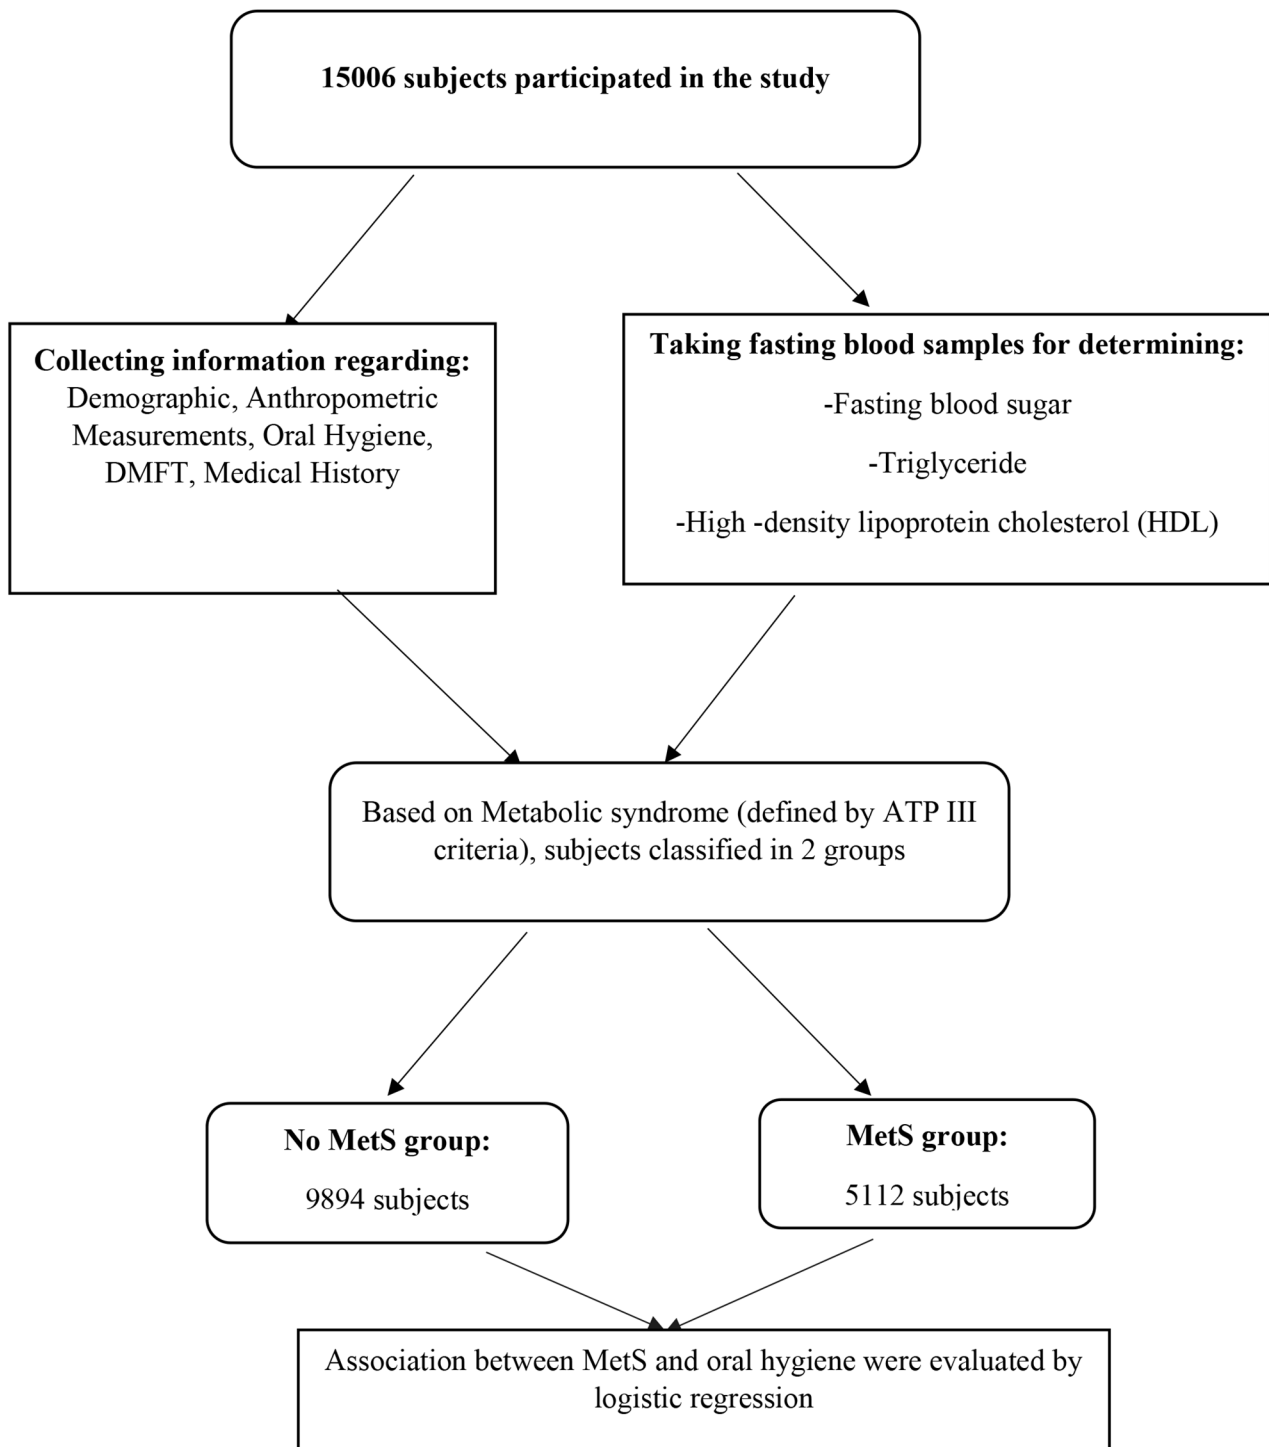 15006 subjects participated in the study
Collecting information regarding:
Demographic, Anthropometric
Measurements, Oral Hygiene,
DMFT, Medical History
Taking fasting blood samples for determining:
-Fasting blood sugar
-Triglyceride
-High -density lipoprotein cholesterol (HDL)
Based on Metabolic syndrome (defined by ATP III
criteria), subjects classified in 2 groups
No MetS group:
9894 subjects
MetS group:
5112 subjects
Association between MetS and oral hygiene were evaluated by
logistic regression